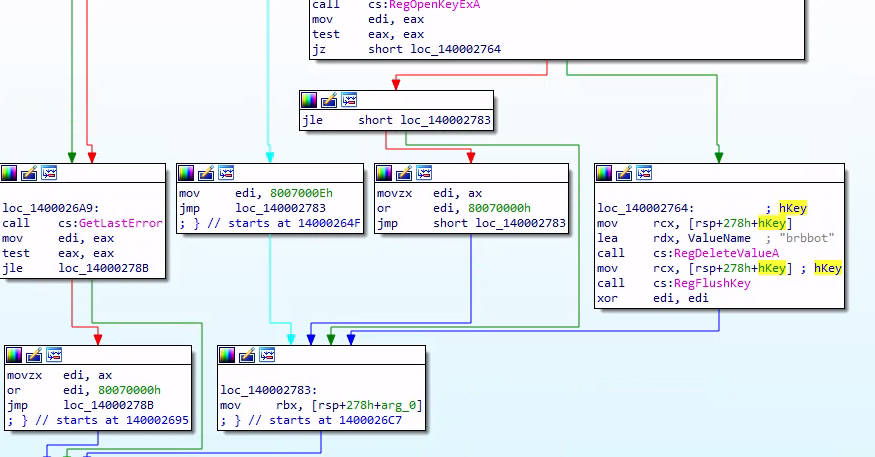 call cs:RegOpenKeyExA
mov edi, eax
test eax, eax
jz short loc_140002764
jle short loc_140002783
loc_1400026A9:
call cs:GetLastError
mov edi, eax
test eax, eax
jle loc_14000278B
mov edi, 8007000Eh
jmp loc_140002783
; } // starts at 14000264F
movzx edi, ax
or edi, 80070000h
jmp short loc_140002783
loc_140002764: ; hKey
mov rcx, [rsp+278h+hKey]
lea rdx, ValueName ; "brbbot"
call cs:RegDeleteValueA
mov rcx, [rsp+278h+hKey] ; hKey
call cs:RegFlushKey
xor edi, edi
movzx edi, ax
or edi, 80070000h
jmp loc_14000278B
; } // starts at 140002695
loc_140002783:
mov rbx, [rsp+278h+arg_0]
; } // starts at 1400026C7